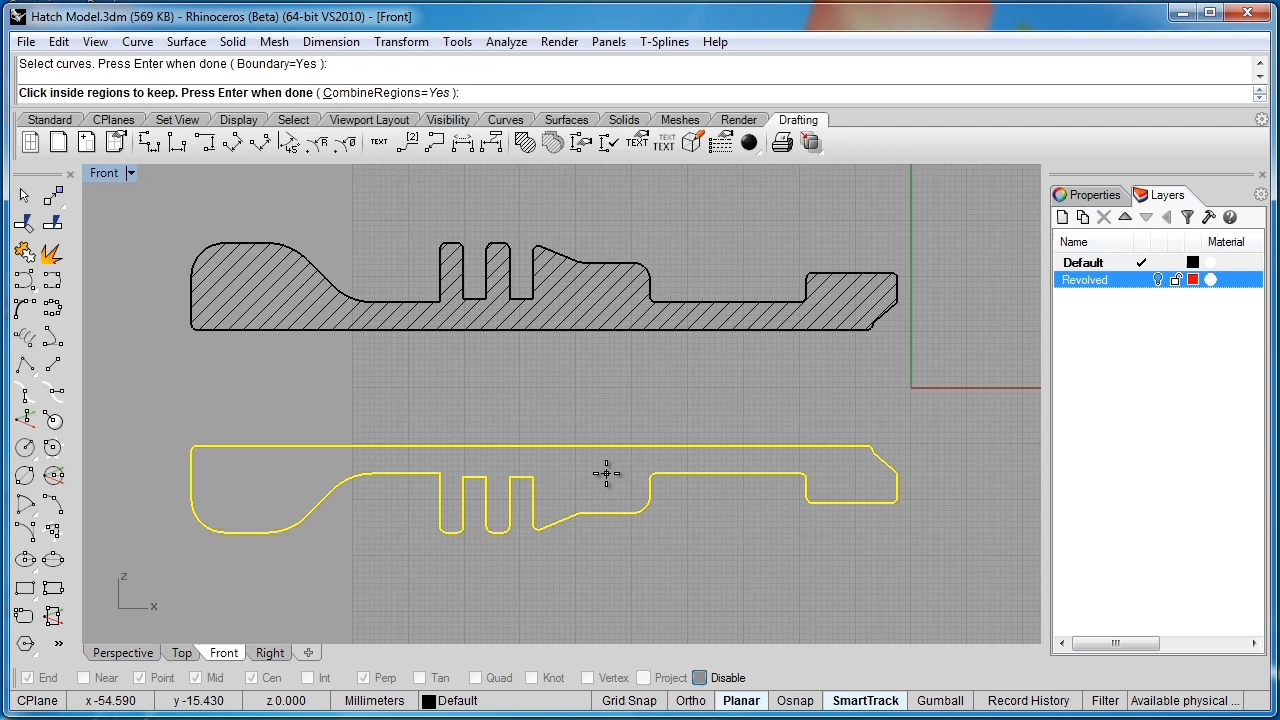 Hatch Model.3dm (569 KB) - Rhinoceros (Beta) (64-bit VS2010) - [Front]
File Edit View Curve Surface Solid Mesh Dimension Transform Tools Analyze Render Panels T-Splines Help
Select curves. Press Enter when done ( Boundary=Yes ):
Click inside regions to keep. Press Enter when done ( CombineRegions=Yes ):
Standard CPlanes Set View Display Select Viewport Layout Visibility Curves Surfaces Solids Meshes Render Drafting
TEXT TEXT TEXT TEXT
Front
Properties Layers
Name Material
Default
Revolved
z
x
Perspective Top Front Right
End Near Point Mid Cen Int Perp Tan Quad Knot Vertex Project Disable
CPlane x -54.590 y -15.430 z 0.000 Millimeters Default Grid Snap Ortho Planar Osnap SmartTrack Gumball Record History Filter Available physical ...